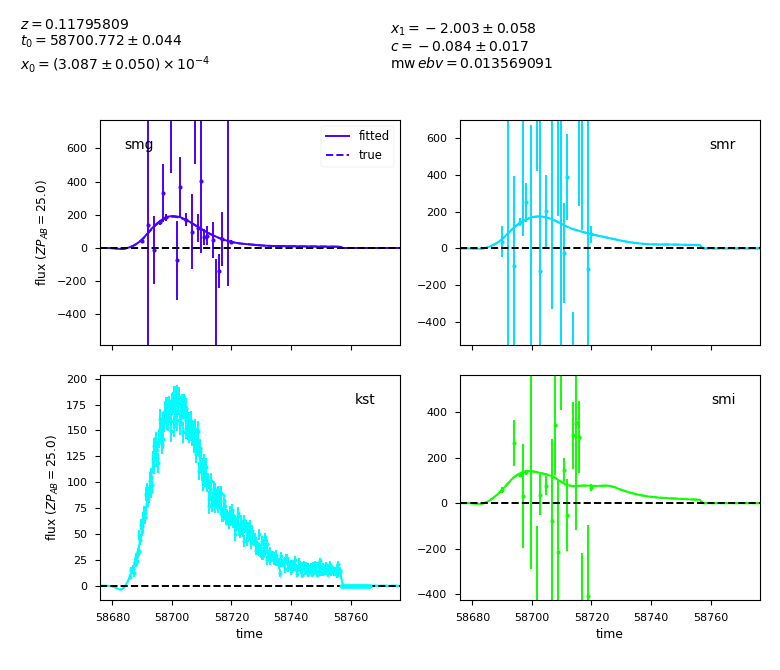 z = 0.11795809
t₀ = 58700.772 ± 0.044
x₀ = (3.087 ± 0.050) × 10⁻⁴
x₁ = −2.003 ± 0.058
c = −0.084 ± 0.017
mwebv = 0.013569091
smg
fitted
true
flux (ZP_AB = 25.0)
600
400
200
0
−200
−400
smr
600
400
200
0
−200
−400
kst
flux (ZP_AB = 25.0)
200
175
150
125
100
75
50
25
0
58680 58700 58720 58740 58760
time
smi
400
200
0
−200
−400
58680 58700 58720 58740 58760
time